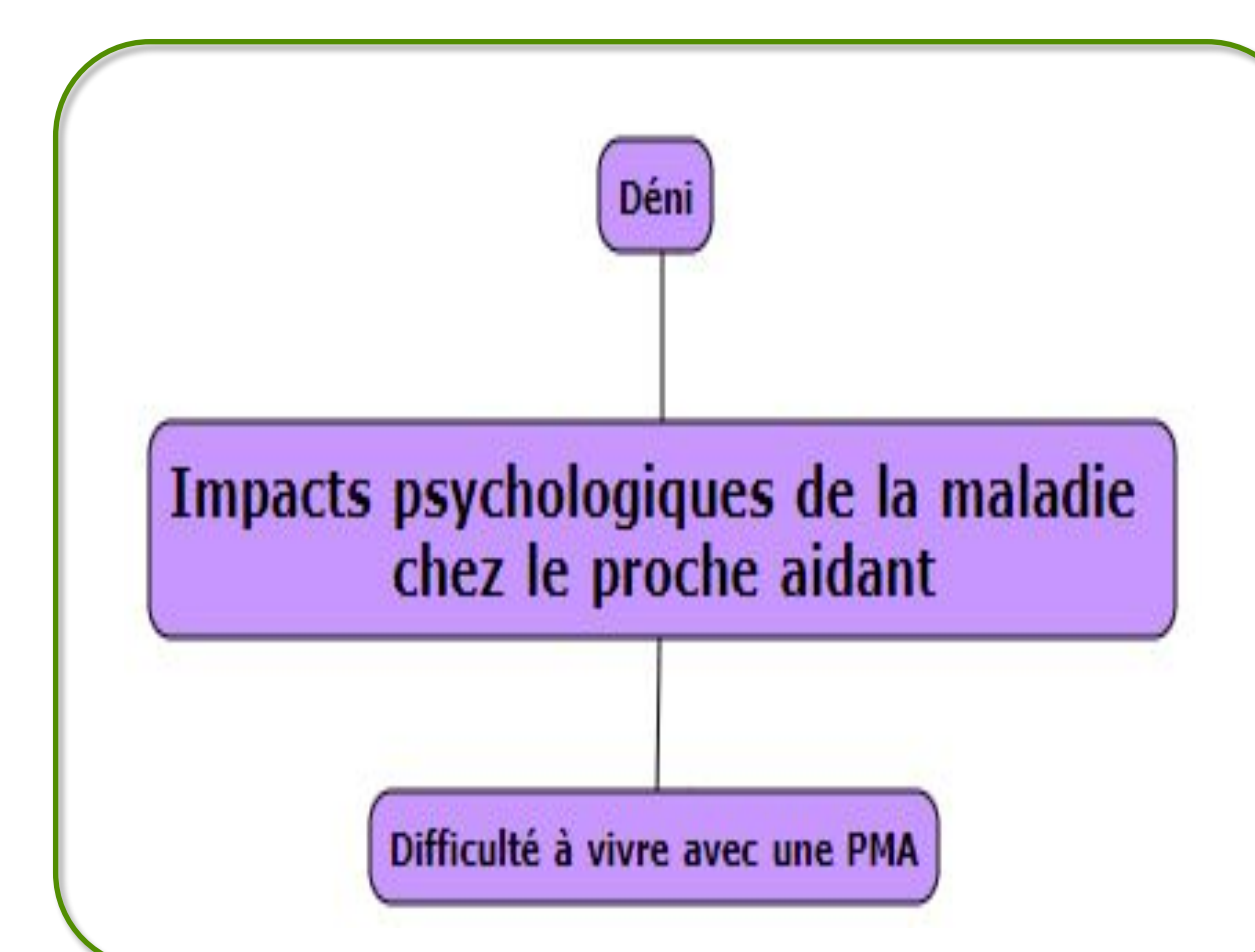 Déni
Impacts psychologiques de la maladie
chez le proche aidant
Difficulté à vivre avec une PMA